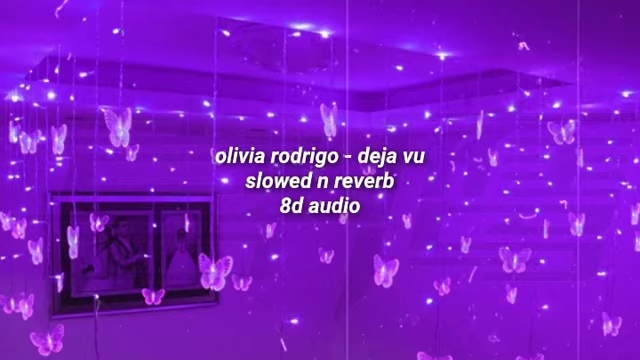 olivia rodrigo - deja vu
slowed n reverb
8d audio